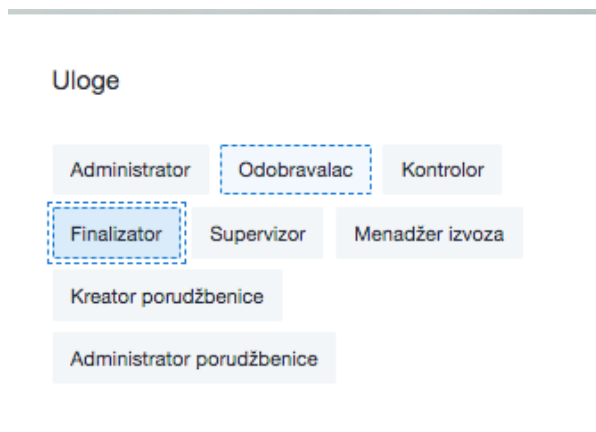 Uloge
Administrator Odobravalac Kontrolor
Finalizator Supervizor Menadžer izvoza
Kreator porudžbenice
Administrator porudžbenice